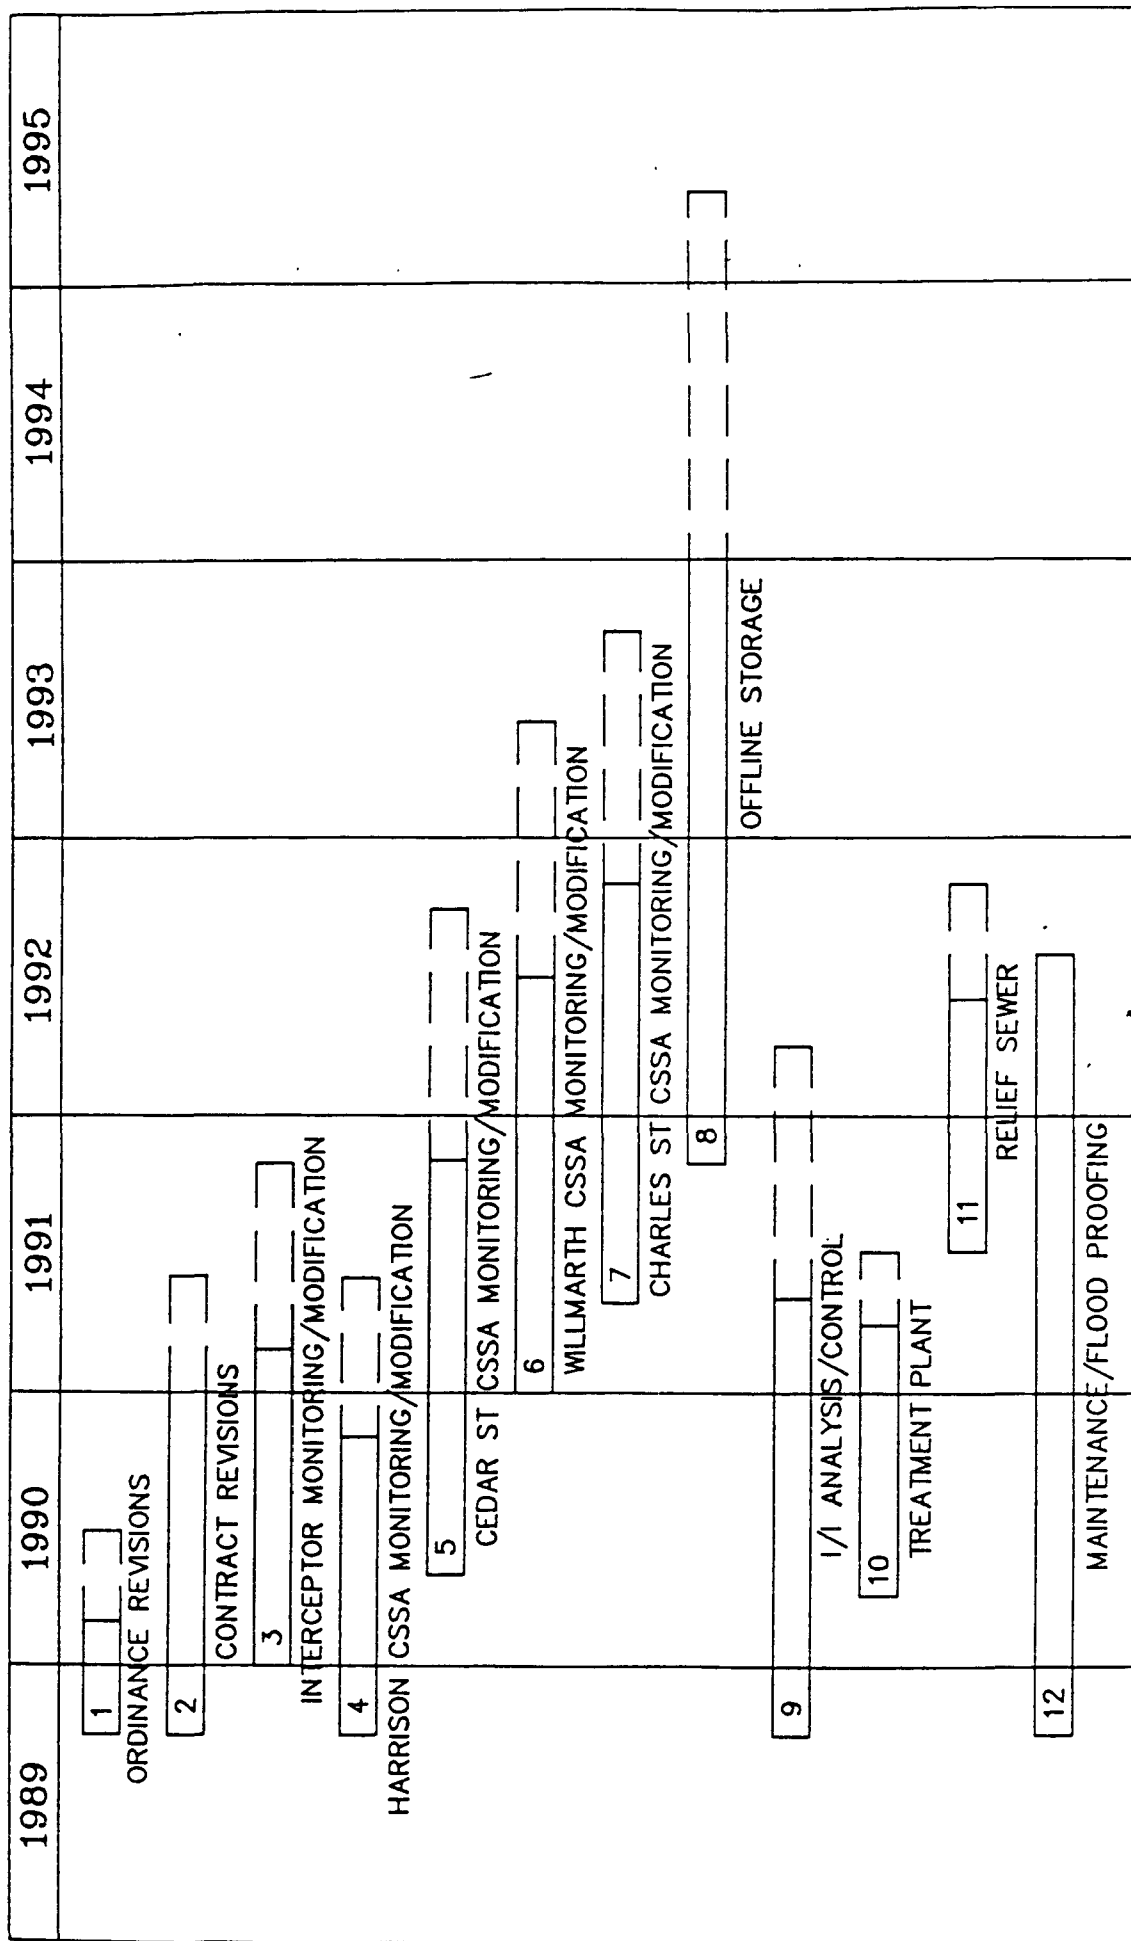 1989 1990 1991 1992 1993 1994 1995
1
ORDINANCE REVISIONS
2
CONTRACT REVISIONS
3
INTERCEPTOR MONITORING/MODIFICATION
4
HARRISON CSSA MONITORING/MODIFICATION
5
CEDAR ST CSSA MONITORING/MODIFICATION
6
WILLMARTH CSSA MONITORING/MODIFICATION
7
CHARLES ST CSSA MONITORING/MODIFICATION
8
OFFLINE STORAGE
9
I/I ANALYSIS/CONTROL
10
TREATMENT PLANT
11
RELIEF SEWER
12
MAINTENANCE/FLOOD PROOFING